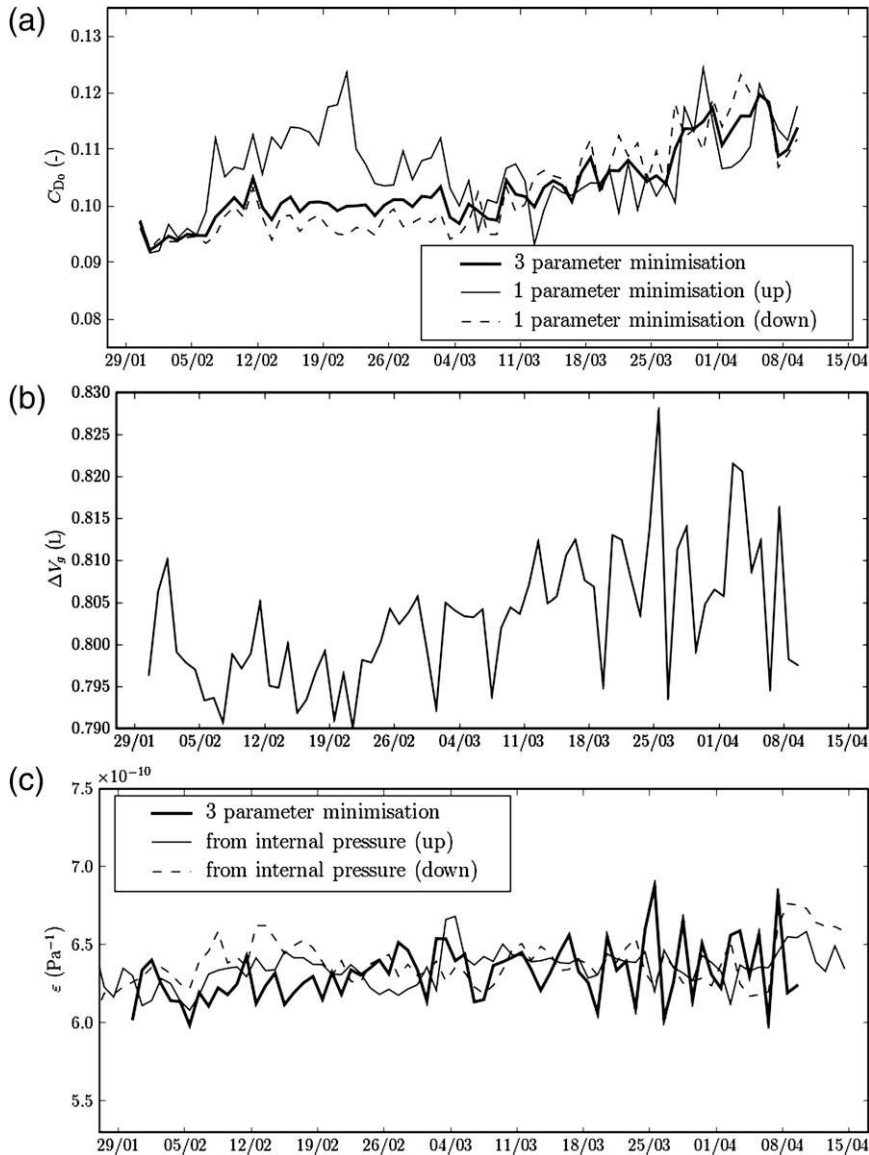 (a)
0.13
0.12
0.11
0.10
0.09
0.08
C_D₀ (-)
3 parameter minimisation
1 parameter minimisation (up)
1 parameter minimisation (down)
29/01 05/02 12/02 19/02 26/02 04/03 11/03 18/03 25/03 01/04 08/04 15/04
(b)
0.830
0.825
0.820
0.815
0.810
0.805
0.800
0.795
0.790
ΔV_g (L)
29/01 05/02 12/02 19/02 26/02 04/03 11/03 18/03 25/03 01/04 08/04 15/04
(c)
×10⁻¹⁰
7.5
7.0
6.5
6.0
5.5
ε (Pa⁻¹)
3 parameter minimisation
from internal pressure (up)
from internal pressure (down)
29/01 05/02 12/02 19/02 26/02 04/03 11/03 18/03 25/03 01/04 08/04 15/04